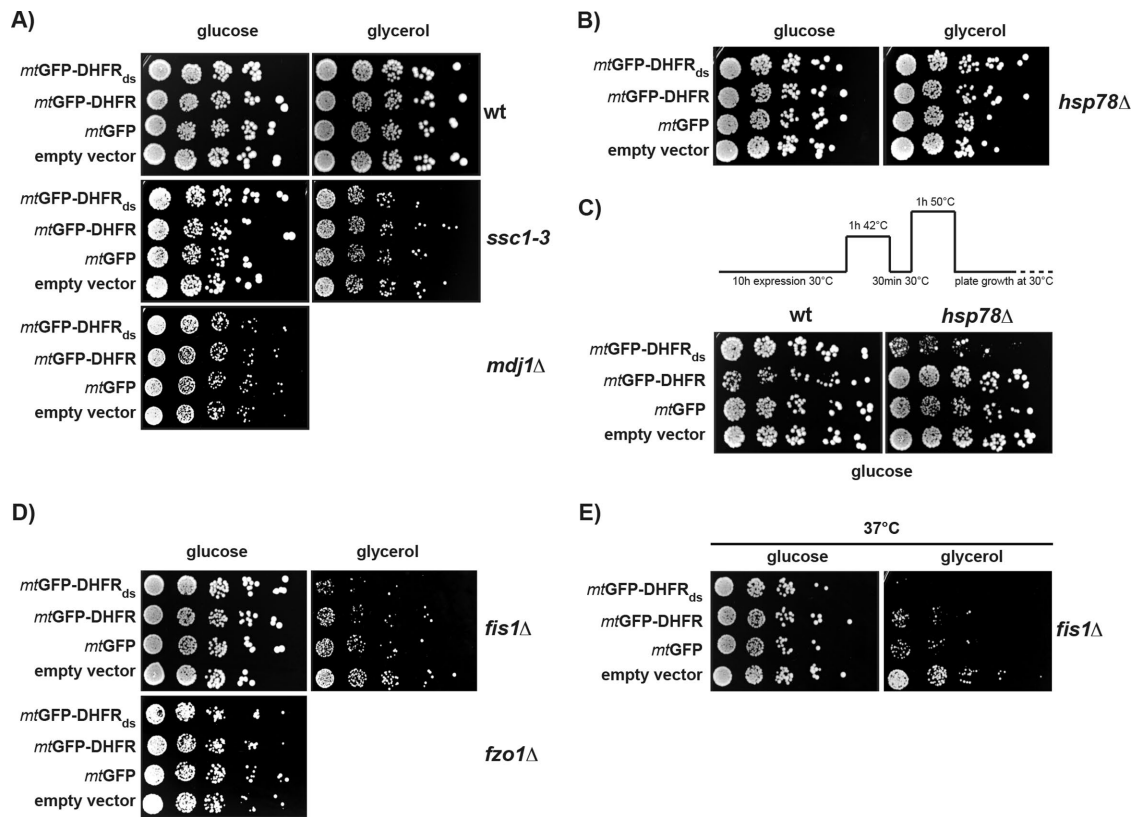 A)
glucose glycerol
mtGFP-DHFRds
mtGFP-DHFR
mtGFP
empty vector
wt
mtGFP-DHFRds
mtGFP-DHFR
mtGFP
empty vector
ssc1-3
mtGFP-DHFRds
mtGFP-DHFR
mtGFP
empty vector
mdj1Δ
B)
glucose glycerol
mtGFP-DHFRds
mtGFP-DHFR
mtGFP
empty vector
hsp78Δ
C)
1h 50°C
1h 42°C
10h expression 30°C 30min 30°C plate growth at 30°C
wt hsp78Δ
mtGFP-DHFRds
mtGFP-DHFR
mtGFP
empty vector
glucose
D)
glucose glycerol
mtGFP-DHFRds
mtGFP-DHFR
mtGFP
empty vector
fis1Δ
mtGFP-DHFRds
mtGFP-DHFR
mtGFP
empty vector
fzo1Δ
E)
37°C
glucose glycerol
mtGFP-DHFRds
mtGFP-DHFR
mtGFP
empty vector
fis1Δ